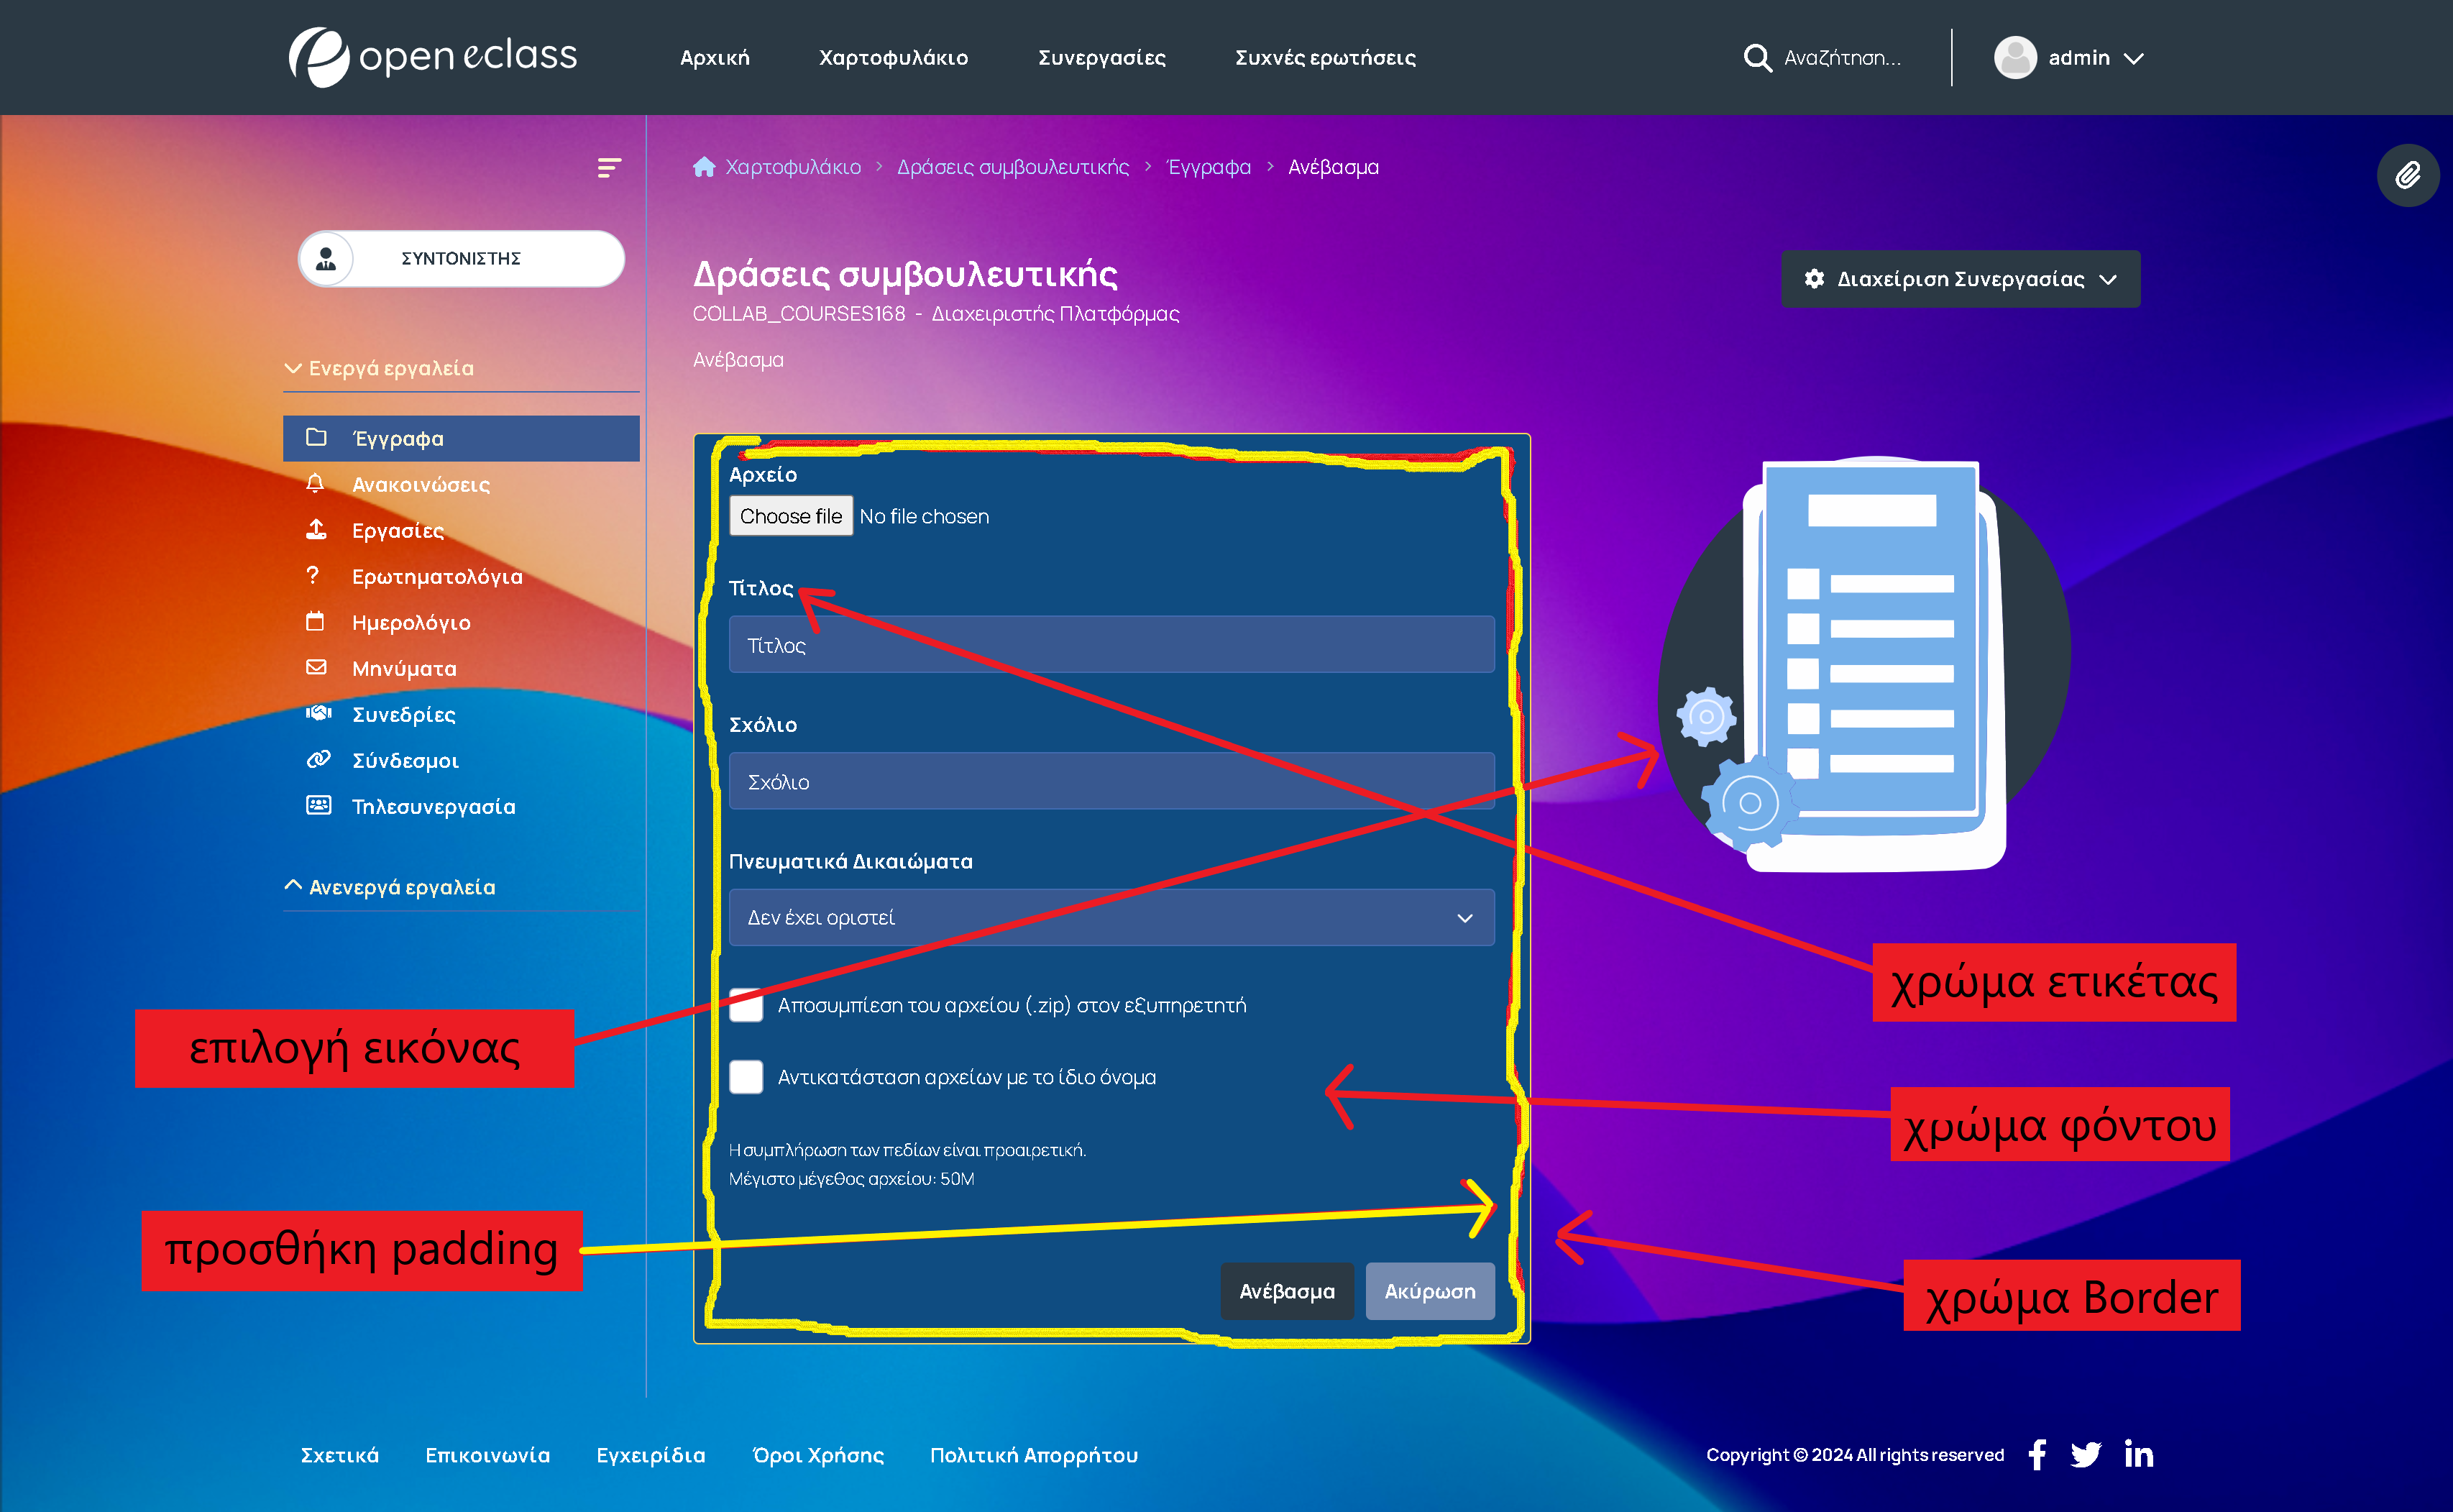 open eclass
Αρχική
Χαρτοφυλάκιο
Συνεργασίες
Συχνές ερωτήσεις
Αναζήτηση...
admin
Χαρτοφυλάκιο > Δράσεις συμβουλευτικής > Έγγραφα > Ανέβασμα
ΣΥΝΤΟΝΙΣΤΗΣ
Δράσεις συμβουλευτικής
COLLAB_COURSES168 - Διαχειριστής Πλατφόρμας
Διαχείριση Συνεργασίας
Ανέβασμα
Ενεργά εργαλεία
Έγγραφα
Ανακοινώσεις
Εργασίες
Ερωτηματολόγια
Ημερολόγιο
Μηνύματα
Συνεδρίες
Σύνδεσμοι
Τηλεσυνεργασία
Ανενεργά εργαλεία
Αρχείο
Choose file No file chosen
Τίτλος
Τίτλος
Σχόλιο
Σχόλιο
Πνευματικά Δικαιώματα
Δεν έχει οριστεί
Αποσυμπίεση του αρχείου (.zip) στον εξυπηρετητή
Αντικατάσταση αρχείων με το ίδιο όνομα
Η συμπλήρωση των πεδίων είναι προαιρετική.
Μέγιστο μέγεθος αρχείου: 50M
Ανέβασμα
Ακύρωση
επιλογή εικόνας
προσθήκη padding
χρώμα ετικέτας
χρώμα φόντου
χρώμα Border
Σχετικά
Επικοινωνία
Εγχειρίδια
Όροι Χρήσης
Πολιτική Απορρήτου
Copyright © 2024 All rights reserved